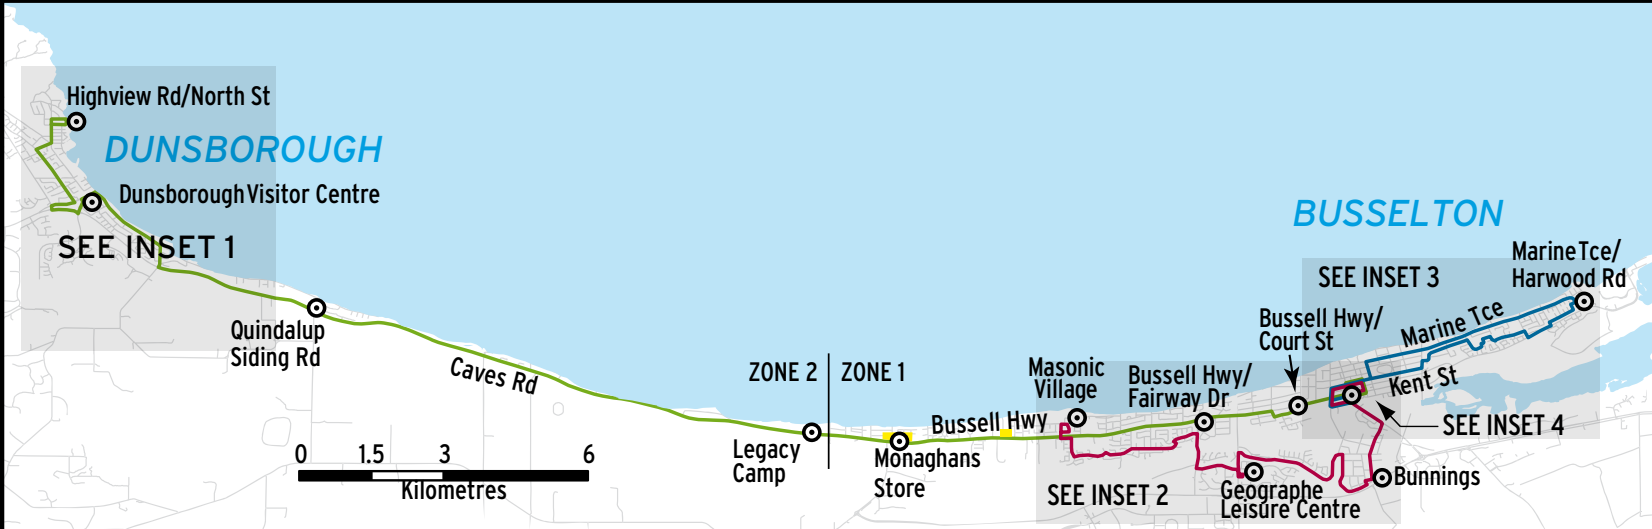 Highview Rd/North St
DUNSBOROUGH
Dunsborough Visitor Centre
SEE INSET 1
Quindalup
Siding Rd
Caves Rd
0 1.5 3 6
Kilometres
ZONE 2
ZONE 1
Legacy
Camp
Monaghans
Store
Bussell Hwy
Masonic
Village
Bussell Hwy/
Fairway Dr
SEE INSET 2
Geographe
Leisure Centre
Bunnings
BUSSELTON
SEE INSET 3
Bussell Hwy/
Court St
Marine Tce/
Harwood Rd
Marine Tce
Kent St
SEE INSET 4